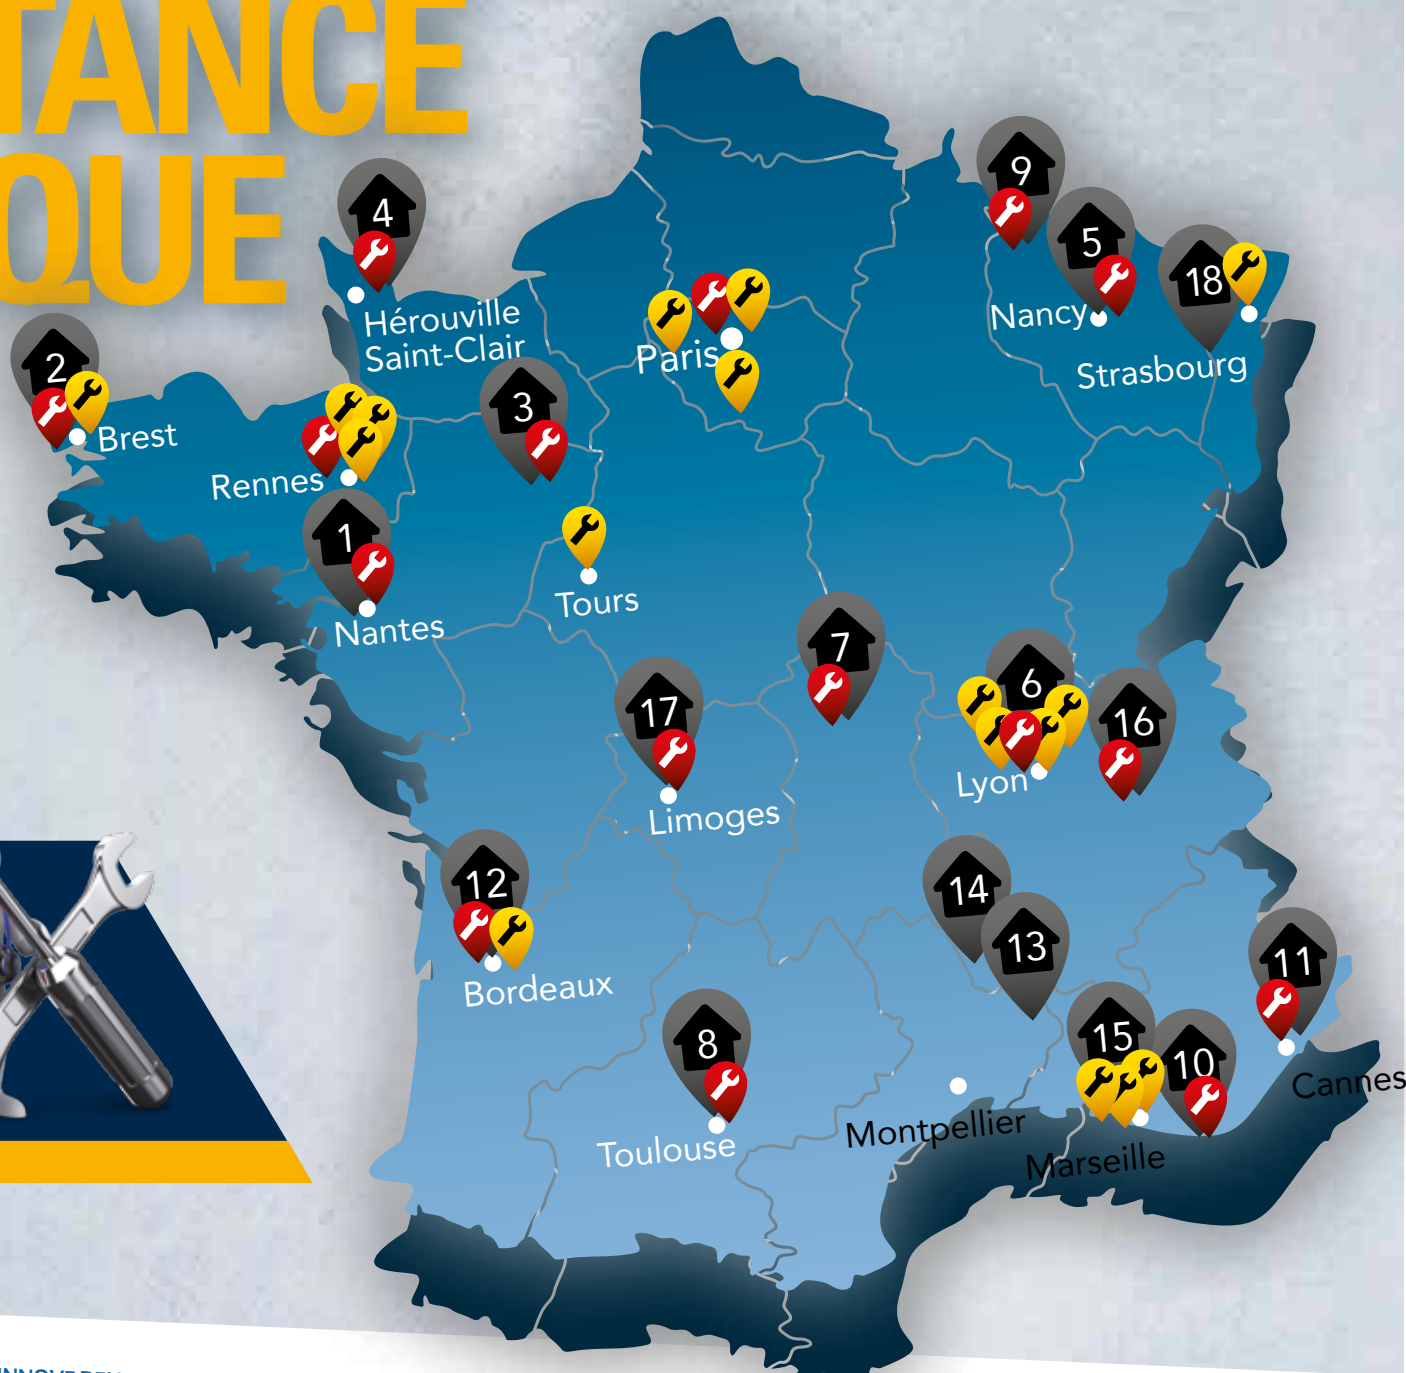 TANCE
QUE
4
9
5
18
Hérouville
Saint-Clair
Nancy
Paris
Strasbourg
2
3
Brest
Rennes
1
Tours
Nantes
7
6
17
16
Lyon
Limoges
12
14
13
11
Bordeaux
8
15
10
Cannes
Montpellier
Toulouse
Marseille